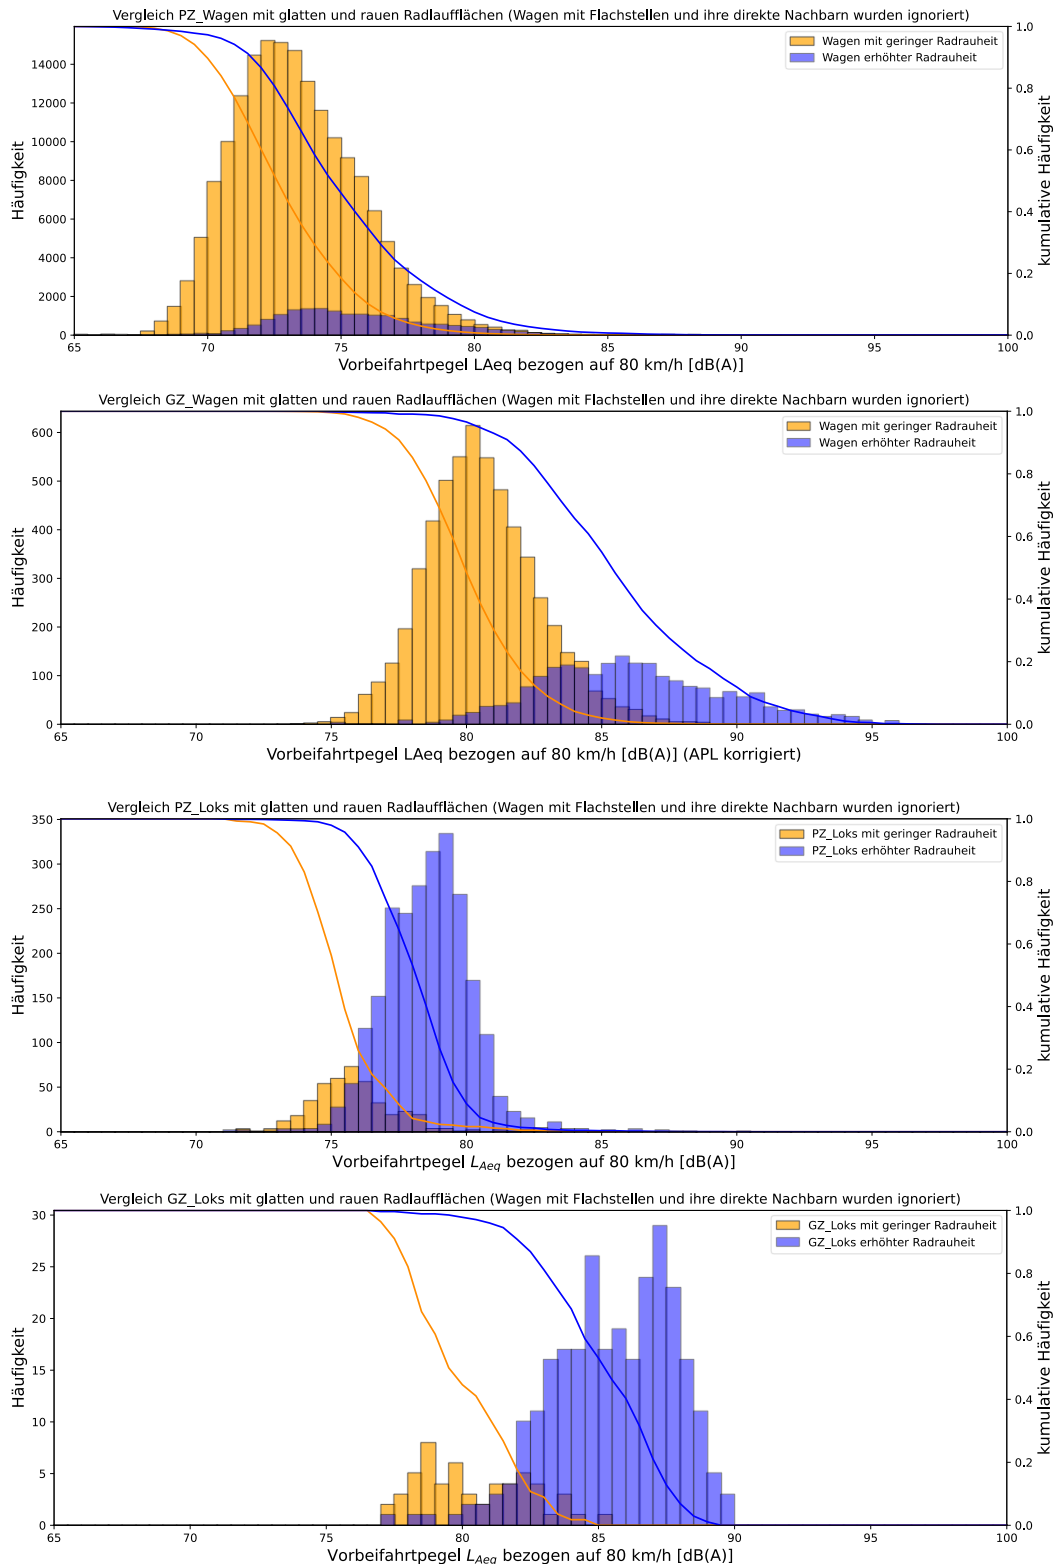 Vergleich PZ_Wagen mit glatten und rauen Radlaufflächen (Wagen mit Flachstellen und ihre direkte Nachbarn wurden ignoriert)
Wagen mit geringer Radrauheit
Wagen erhöhter Radrauheit
Häufigkeit
kumulative Häufigkeit
14000
12000
10000
8000
6000
4000
2000
0
1.0
0.8
0.6
0.4
0.2
0.0
65 70 75 80 85 90 95 100
Vorbeifahrtpegel LAeq bezogen auf 80 km/h [dB(A)]
Vergleich GZ_Wagen mit glatten und rauen Radlaufflächen (Wagen mit Flachstellen und ihre direkte Nachbarn wurden ignoriert)
Wagen mit geringer Radrauheit
Wagen erhöhter Radrauheit
Häufigkeit
kumulative Häufigkeit
600
500
400
300
200
100
0
1.0
0.8
0.6
0.4
0.2
0.0
65 70 75 80 85 90 95 100
Vorbeifahrtpegel LAeq bezogen auf 80 km/h [dB(A)] (APL korrigiert)
Vergleich PZ_Loks mit glatten und rauen Radlaufflächen (Wagen mit Flachstellen und ihre direkte Nachbarn wurden ignoriert)
PZ_Loks mit geringer Radrauheit
PZ_Loks erhöhter Radrauheit
Häufigkeit
kumulative Häufigkeit
350
300
250
200
150
100
50
0
1.0
0.8
0.6
0.4
0.2
0.0
65 70 75 80 85 90 95 100
Vorbeifahrtpegel LAeq bezogen auf 80 km/h [dB(A)]
Vergleich GZ_Loks mit glatten und rauen Radlaufflächen (Wagen mit Flachstellen und ihre direkte Nachbarn wurden ignoriert)
GZ_Loks mit geringer Radrauheit
GZ_Loks erhöhter Radrauheit
Häufigkeit
kumulative Häufigkeit
30
25
20
15
10
5
0
1.0
0.8
0.6
0.4
0.2
0.0
65 70 75 80 85 90 95 100
Vorbeifahrtpegel LAeq bezogen auf 80 km/h [dB(A)]